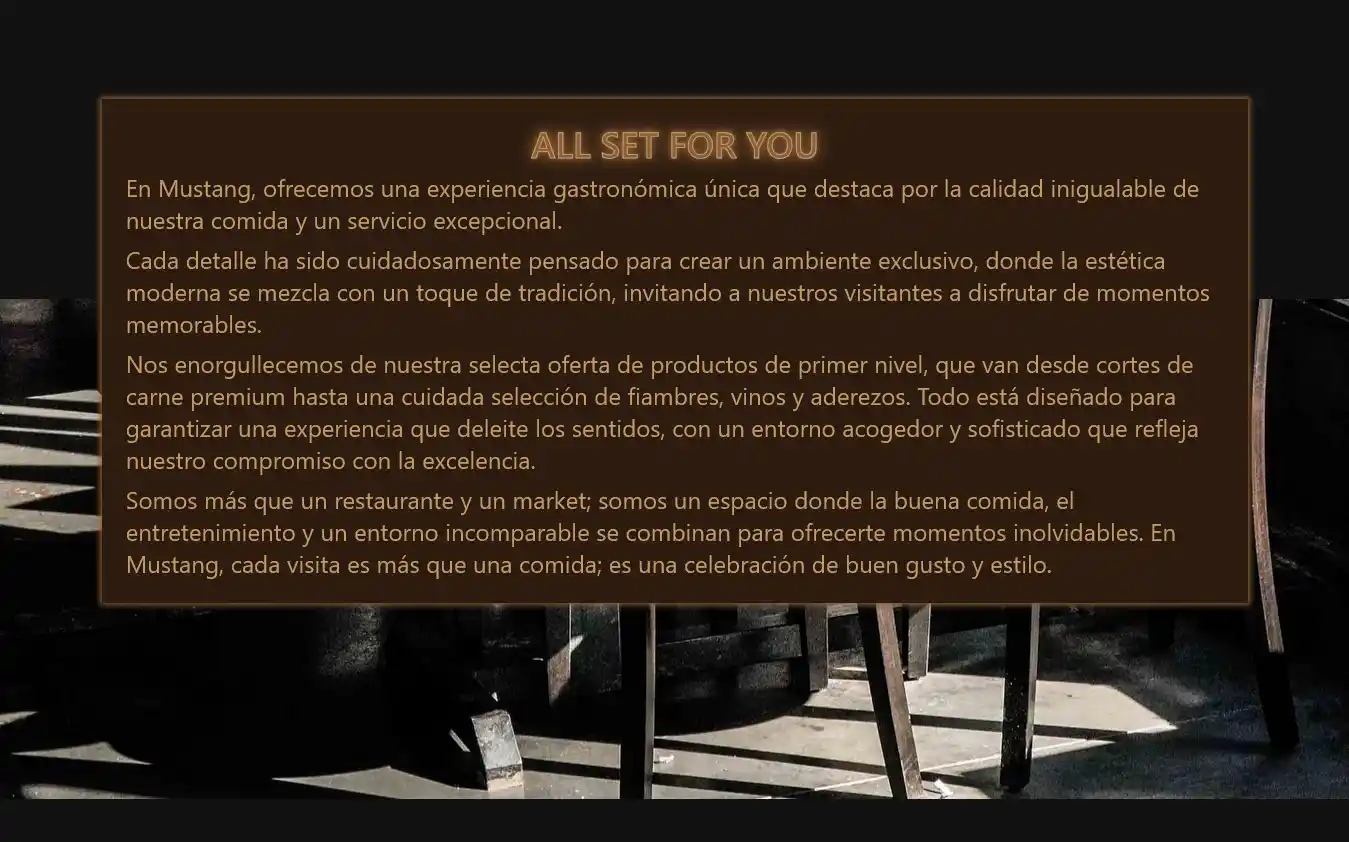 ALL SET FOR YOU
En Mustang, ofrecemos una experiencia gastronómica única que destaca por la calidad inigualable de
nuestra comida y un servicio excepcional.
Cada detalle ha sido cuidadosamente pensado para crear un ambiente exclusivo, donde la estética
moderna se mezcla con un toque de tradición, invitando a nuestros visitantes a disfrutar de momentos
memorables.
Nos enorgullecemos de nuestra selecta oferta de productos de primer nivel, que van desde cortes de
carne premium hasta una cuidada selección de fiambres, vinos y aderezos. Todo está diseñado para
garantizar una experiencia que deleite los sentidos, con un entorno acogedor y sofisticado que refleja
nuestro compromiso con la excelencia.
Somos más que un restaurante y un market; somos un espacio donde la buena comida, el
entretenimiento y un entorno incomparable se combinan para ofrecerte momentos inolvidables. En
Mustang, cada visita es más que una comida; es una celebración de buen gusto y estilo.